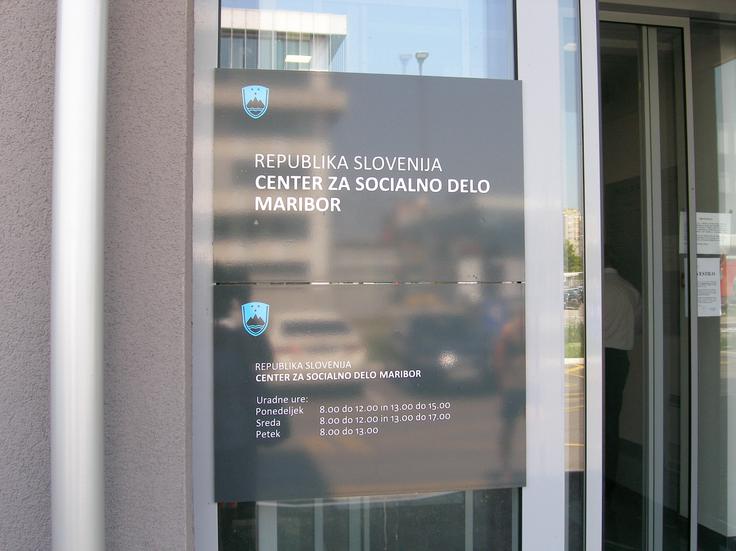 REPUBLIKA SLOVENIJA
CENTER ZA SOCIALNO DELO
MARIBOR
REPUBLIKA SLOVENIJA
CENTER ZA SOCIALNO DELO MARIBOR
Uradne ure:
Ponedeljek 8.00 do 12.00 in 13.00 do 15.00
Sreda 8.00 do 12.00 in 13.00 do 17.00
Petek 8.00 do 13.00